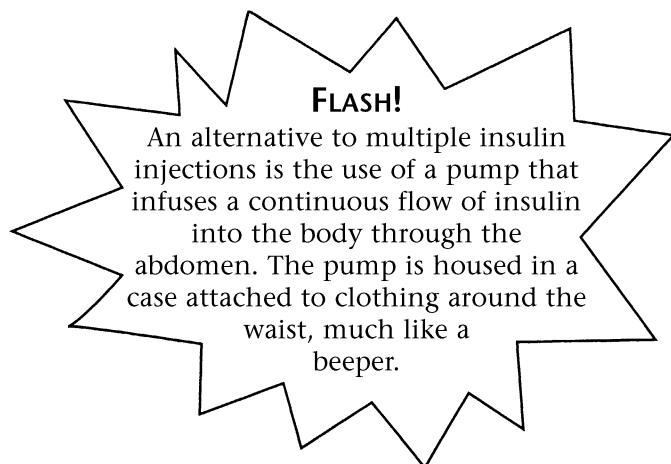 FLASH!
An alternative to multiple insulin
injections is the use of a pump that
infuses a continuous flow of insulin
into the body through the
abdomen. The pump is housed in a
case attached to clothing around the
waist, much like a
beeper.